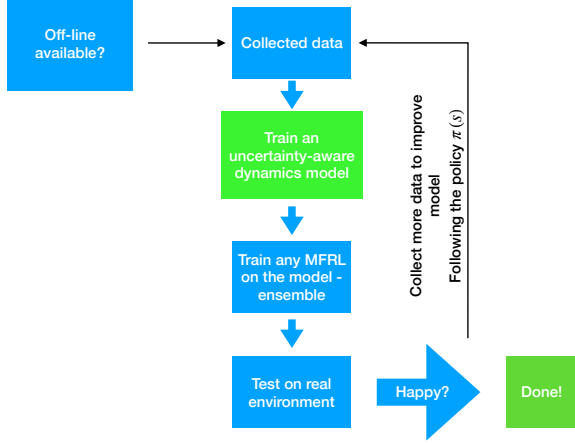 Off-line
available?
Collected data
Train an
uncertainty-aware
dynamics model
Train any MFRL
on the model -
ensemble
Test on real
environment
Happy?
Done!
Collect more data to improve
model
Following the policy π(s)